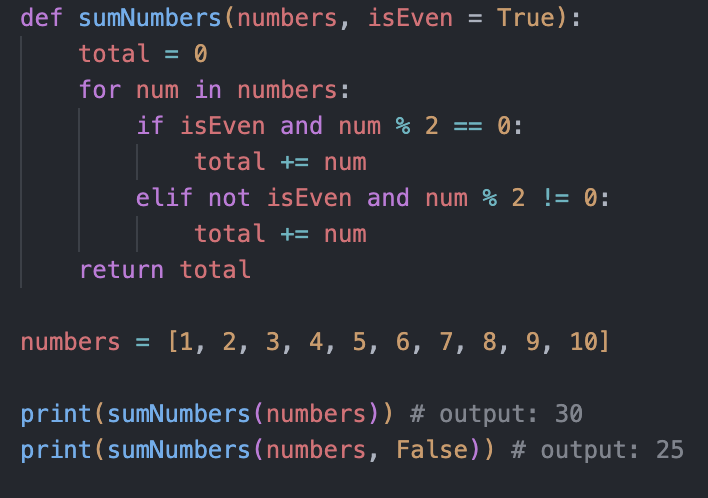 def sumNumbers(numbers, isEven = True):
    total = 0
    for num in numbers:
        if isEven and num % 2 == 0:
            total += num
        elif not isEven and num % 2 != 0:
            total += num
    return total

numbers = [1, 2, 3, 4, 5, 6, 7, 8, 9, 10]

print(sumNumbers(numbers)) # output: 30
print(sumNumbers(numbers, False)) # output: 25